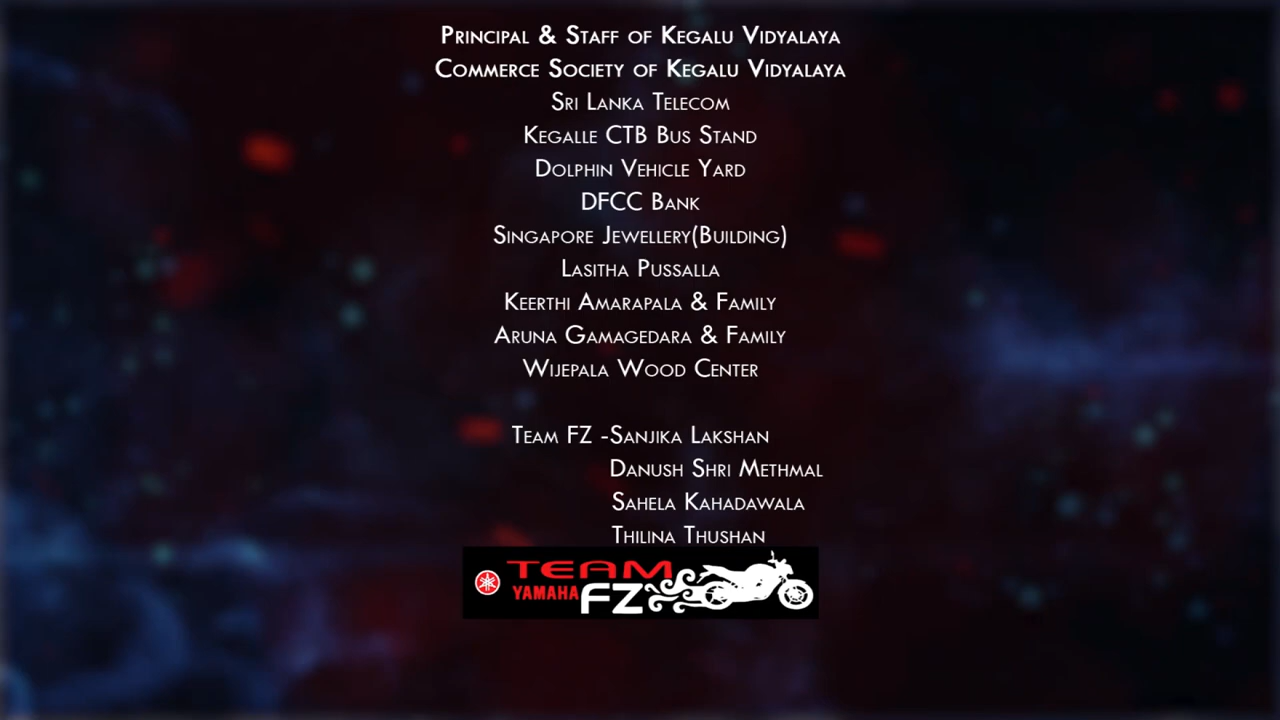 Principal & Staff of Kegalu Vidyalaya
Commerce Society of Kegalu Vidyalaya
Sri Lanka Telecom
Kegalle CTB Bus Stand
Dolphin Vehicle Yard
DFCC Bank
Singapore Jewellery(Building)
Lasitha Pussalla
Keerthi Amarapala & Family
Aruna Gamagedara & Family
Wijepala Wood Center
Team FZ -Sanjika Lakshan
Danush Shri Methmal
Sahela Kahadawala
Thilina Thushan
TEAM
YAMAHA FZ